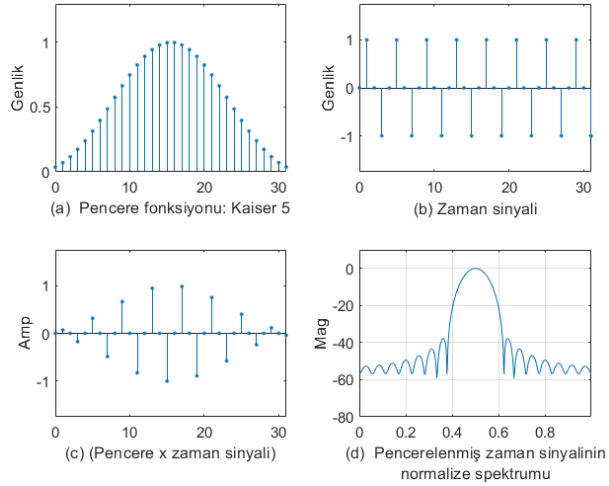 Genlik
1
0.5
0
0 10 20 30
(a) Pencere fonksiyonu: Kaiser 5
Genlik
1
0
-1
0 10 20 30
(b) Zaman sinyali
Amp
1
0
-1
0 10 20 30
(c) (Pencere x zaman sinyali)
Mag
0
-20
-40
-60
-80
0 0.2 0.4 0.6 0.8
(d) Pencerelenmiş zaman sinyalinin
normalize spektrumu